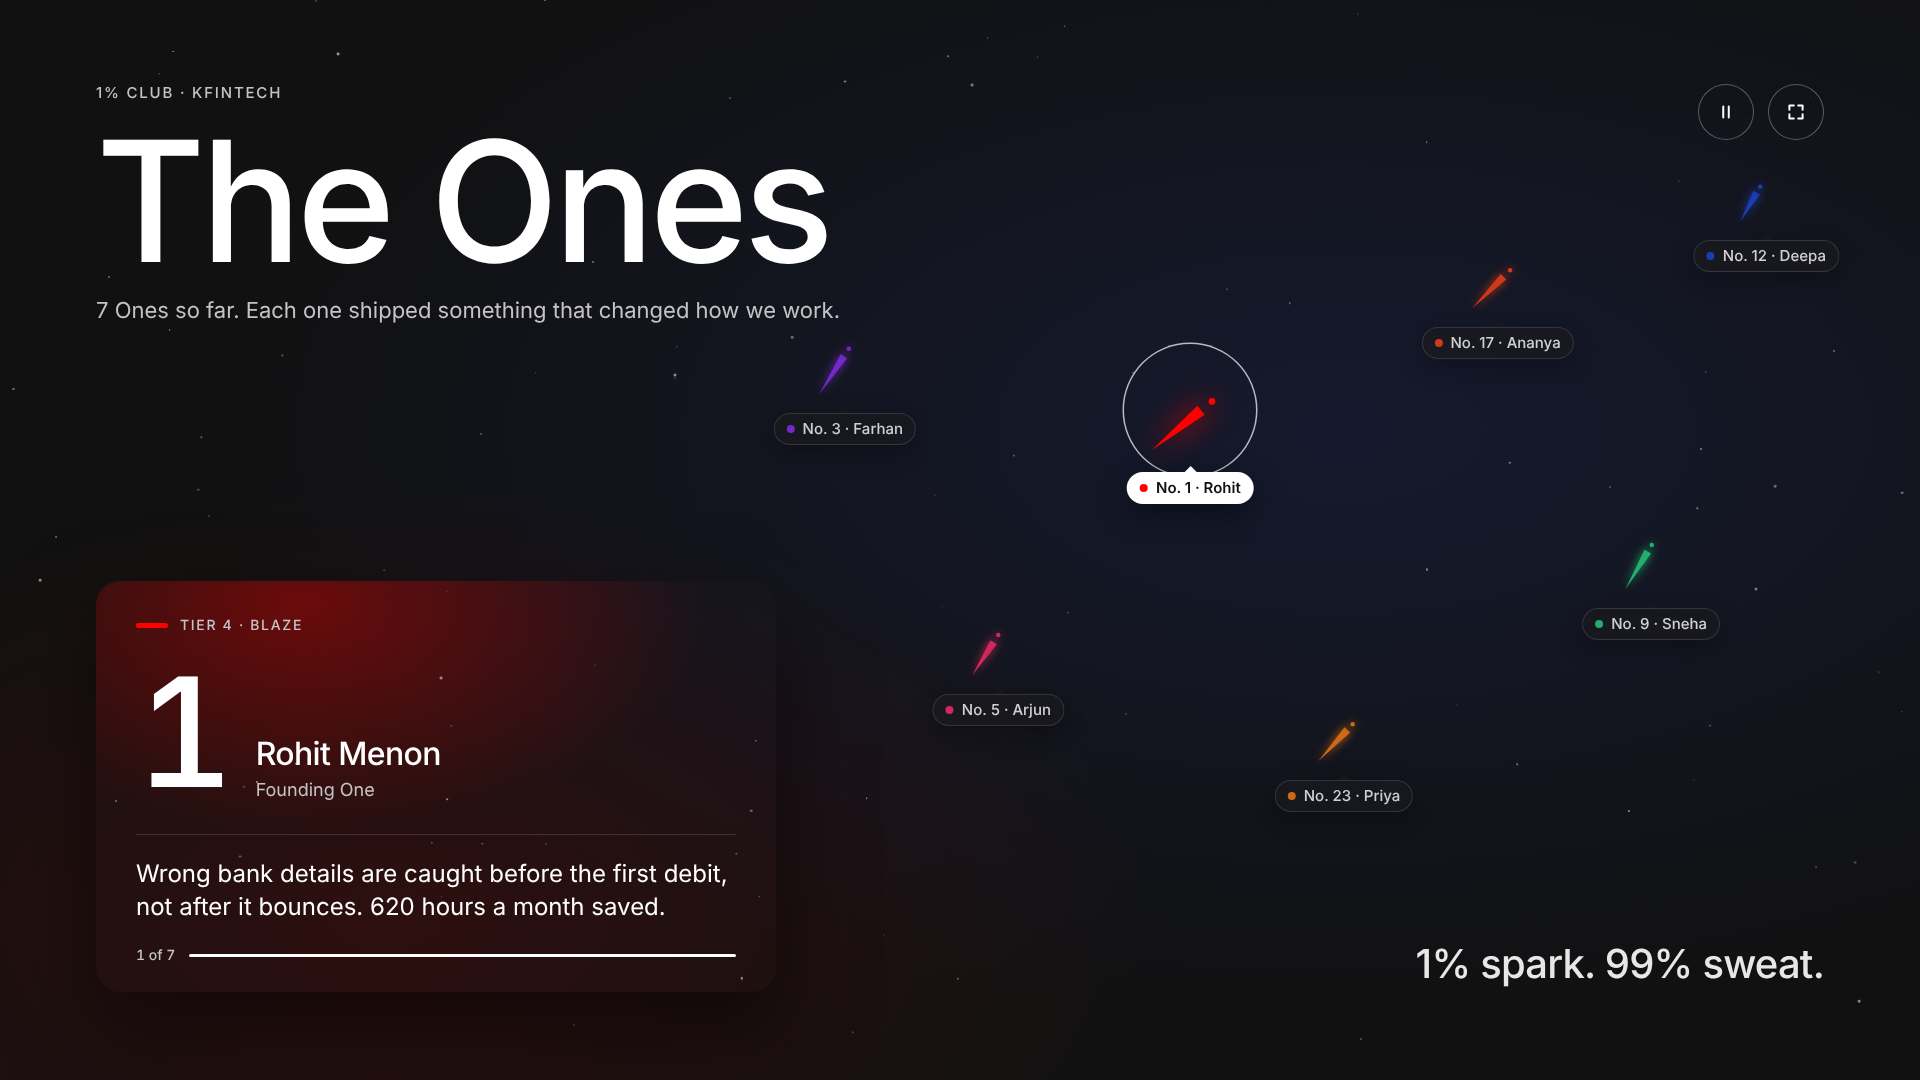 1% CLUB · KFINTECH
The Ones
7 Ones so far. Each one shipped something that changed how we work.
No. 12 · Deepa
No. 17 · Ananya
No. 3 · Farhan
No. 1 · Rohit
No. 9 · Sneha
No. 5 · Arjun
No. 23 · Priya
TIER 4 · BLAZE
1
Rohit Menon
Founding One
Wrong bank details are caught before the first debit,
not after it bounces. 620 hours a month saved.
1 of 7
1% spark. 99% sweat.